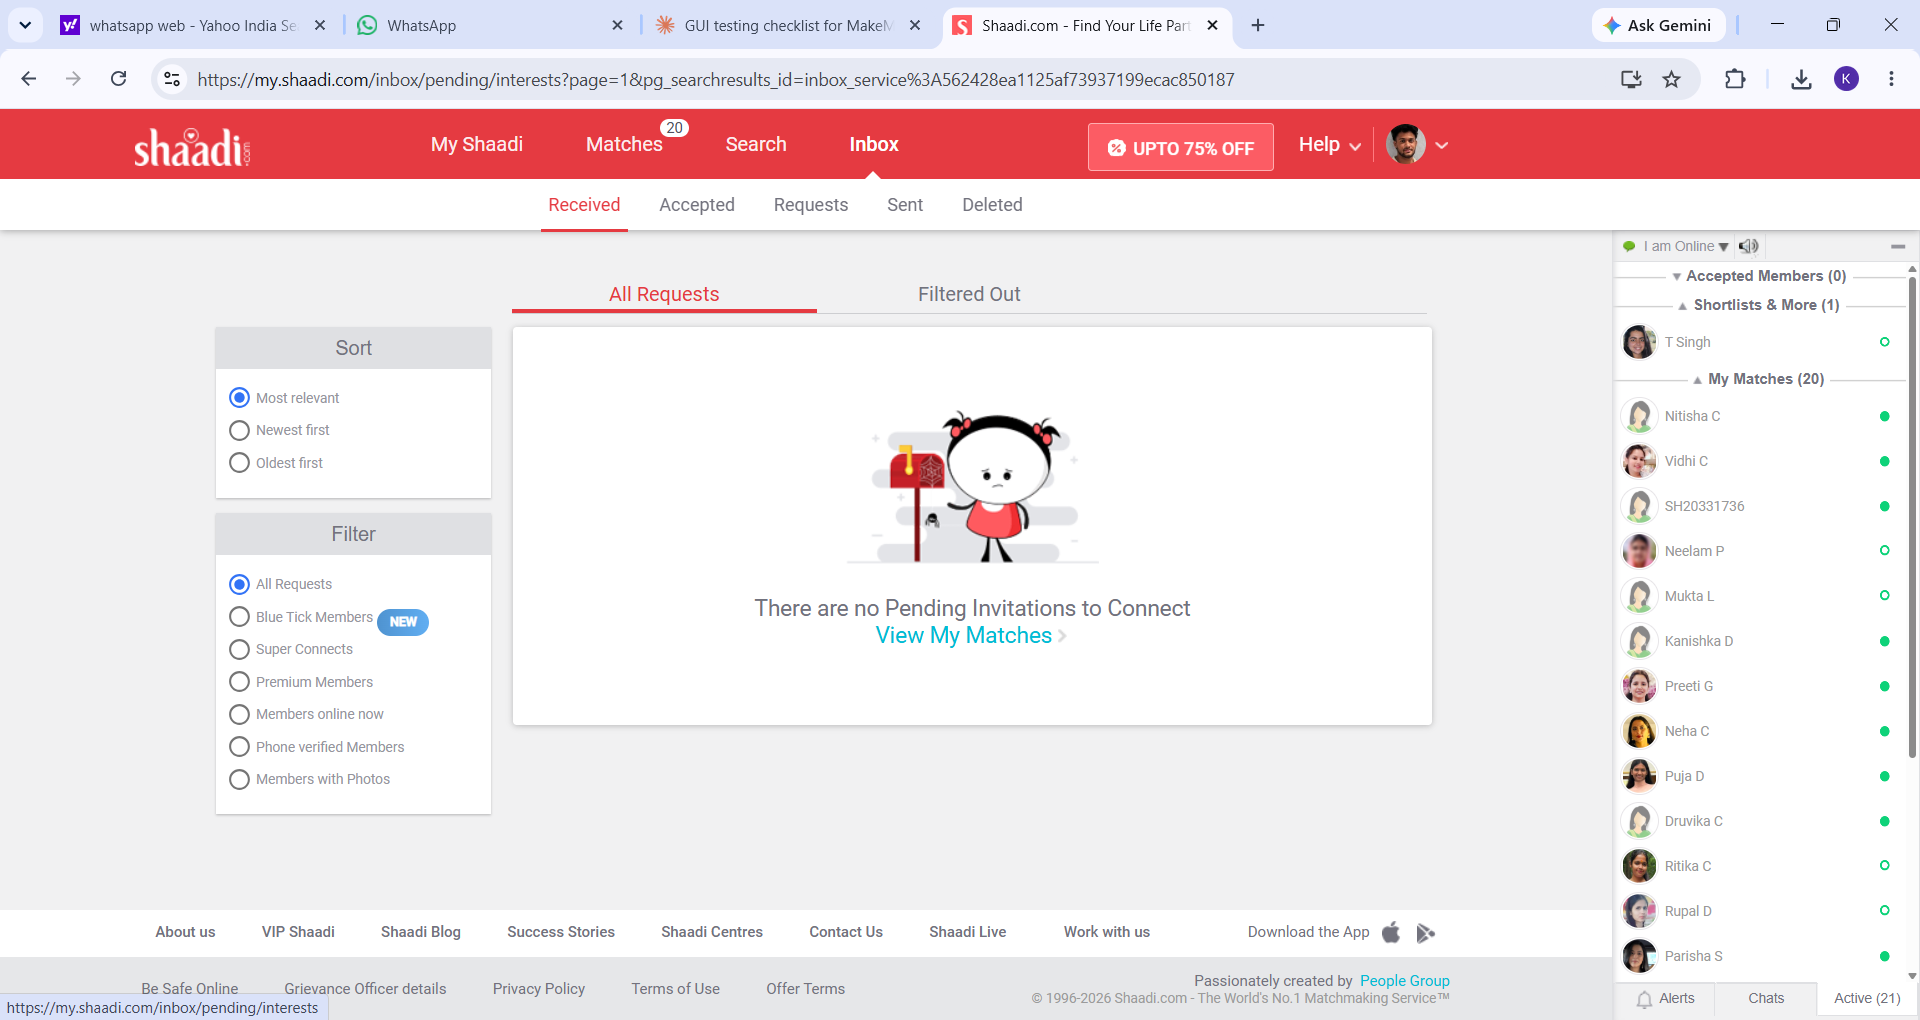 whatsapp web - Yahoo India Se
WhatsApp
GUI testing checklist for MakeM
Shaadi.com - Find Your Life Part
Ask Gemini
https://my.shaadi.com/inbox/pending/interests?page=1&pg_searchresults_id=inbox_service%3A562428ea1125af73937199ecac850187
K
shaadi.com
My Shaadi
Matches
20
Search
Inbox
UPTO 75% OFF
Help
Received
Accepted
Requests
Sent
Deleted
All Requests
Filtered Out
Sort
Most relevant
Newest first
Oldest first
Filter
All Requests
Blue Tick Members NEW
Super Connects
Premium Members
Members online now
Phone verified Members
Members with Photos
There are no Pending Invitations to Connect
View My Matches
I am Online
Accepted Members (0)
Shortlists & More (1)
T Singh
My Matches (20)
Nitisha C
Vidhi C
SH20331736
Neelam P
Mukta L
Kanishka D
Preeti G
Neha C
Puja D
Druvika C
Ritika C
Rupal D
Parisha S
Alerts
Chats
Active (21)
About us
VIP Shaadi
Shaadi Blog
Success Stories
Shaadi Centres
Contact Us
Shaadi Live
Work with us
Download the App
Be Safe Online
Grievance Officer details
Privacy Policy
Terms of Use
Offer Terms
Passionately created by People Group
© 1996-2026 Shaadi.com - The World's No.1 Matchmaking Service™
https://my.shaadi.com/inbox/pending/interests